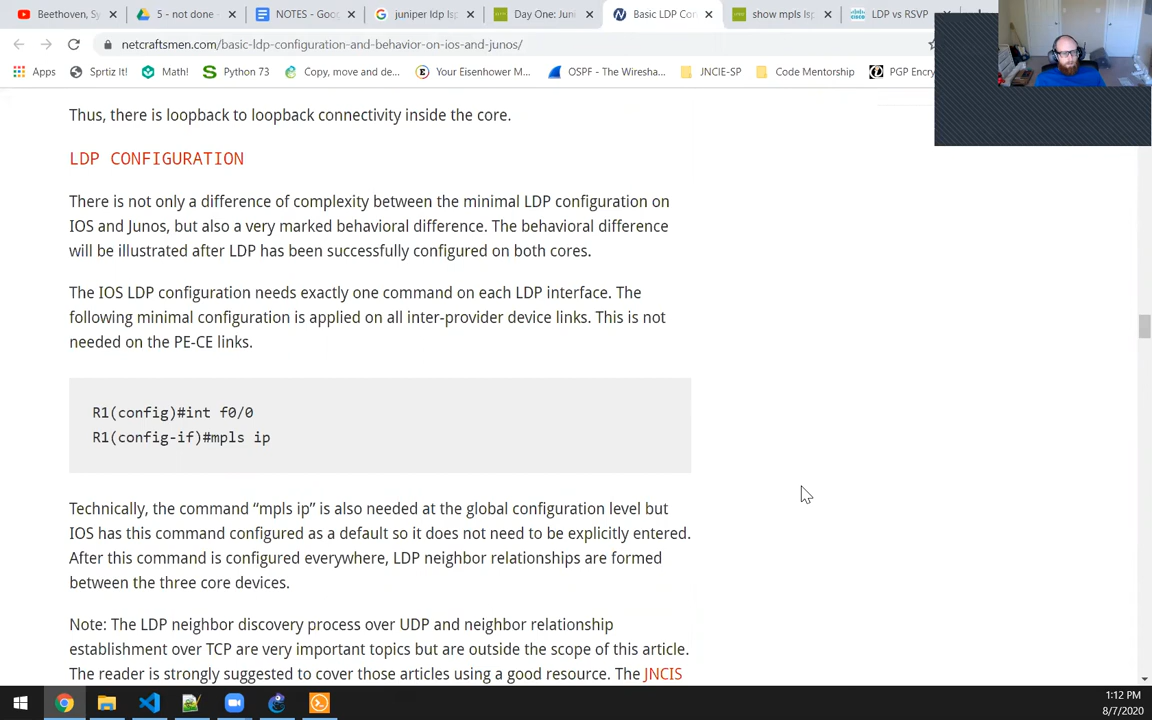 Beethoven, Sy
5 - not done
NOTES - Goo
juniper ldp lsp
Day One: Jun
Basic LDP Con
show mpls lsp
LDP vs RSVP
netcraftsmen.com/basic-ldp-configuration-and-behavior-on-ios-and-junos/
Apps
Sprtiz It!
Math!
Python 73
Copy, move and de...
Your Eisenhower M...
OSPF - The Wiresha...
JNCIE-SP
Code Mentorship
PGP Encry
Thus, there is loopback to loopback connectivity inside the core.
LDP CONFIGURATION
There is not only a difference of complexity between the minimal LDP configuration on
IOS and Junos, but also a very marked behavioral difference. The behavioral difference
will be illustrated after LDP has been successfully configured on both cores.
The IOS LDP configuration needs exactly one command on each LDP interface. The
following minimal configuration is applied on all inter-provider device links. This is not
needed on the PE-CE links.
R1(config)#int f0/0
R1(config-if)#mpls ip
Technically, the command “mpls ip” is also needed at the global configuration level but
IOS has this command configured as a default so it does not need to be explicitly entered.
After this command is configured everywhere, LDP neighbor relationships are formed
between the three core devices.
Note: The LDP neighbor discovery process over UDP and neighbor relationship
establishment over TCP are very important topics but are outside the scope of this article.
The reader is strongly suggested to cover those articles using a good resource. The JNCIS
1:12 PM
8/7/2020